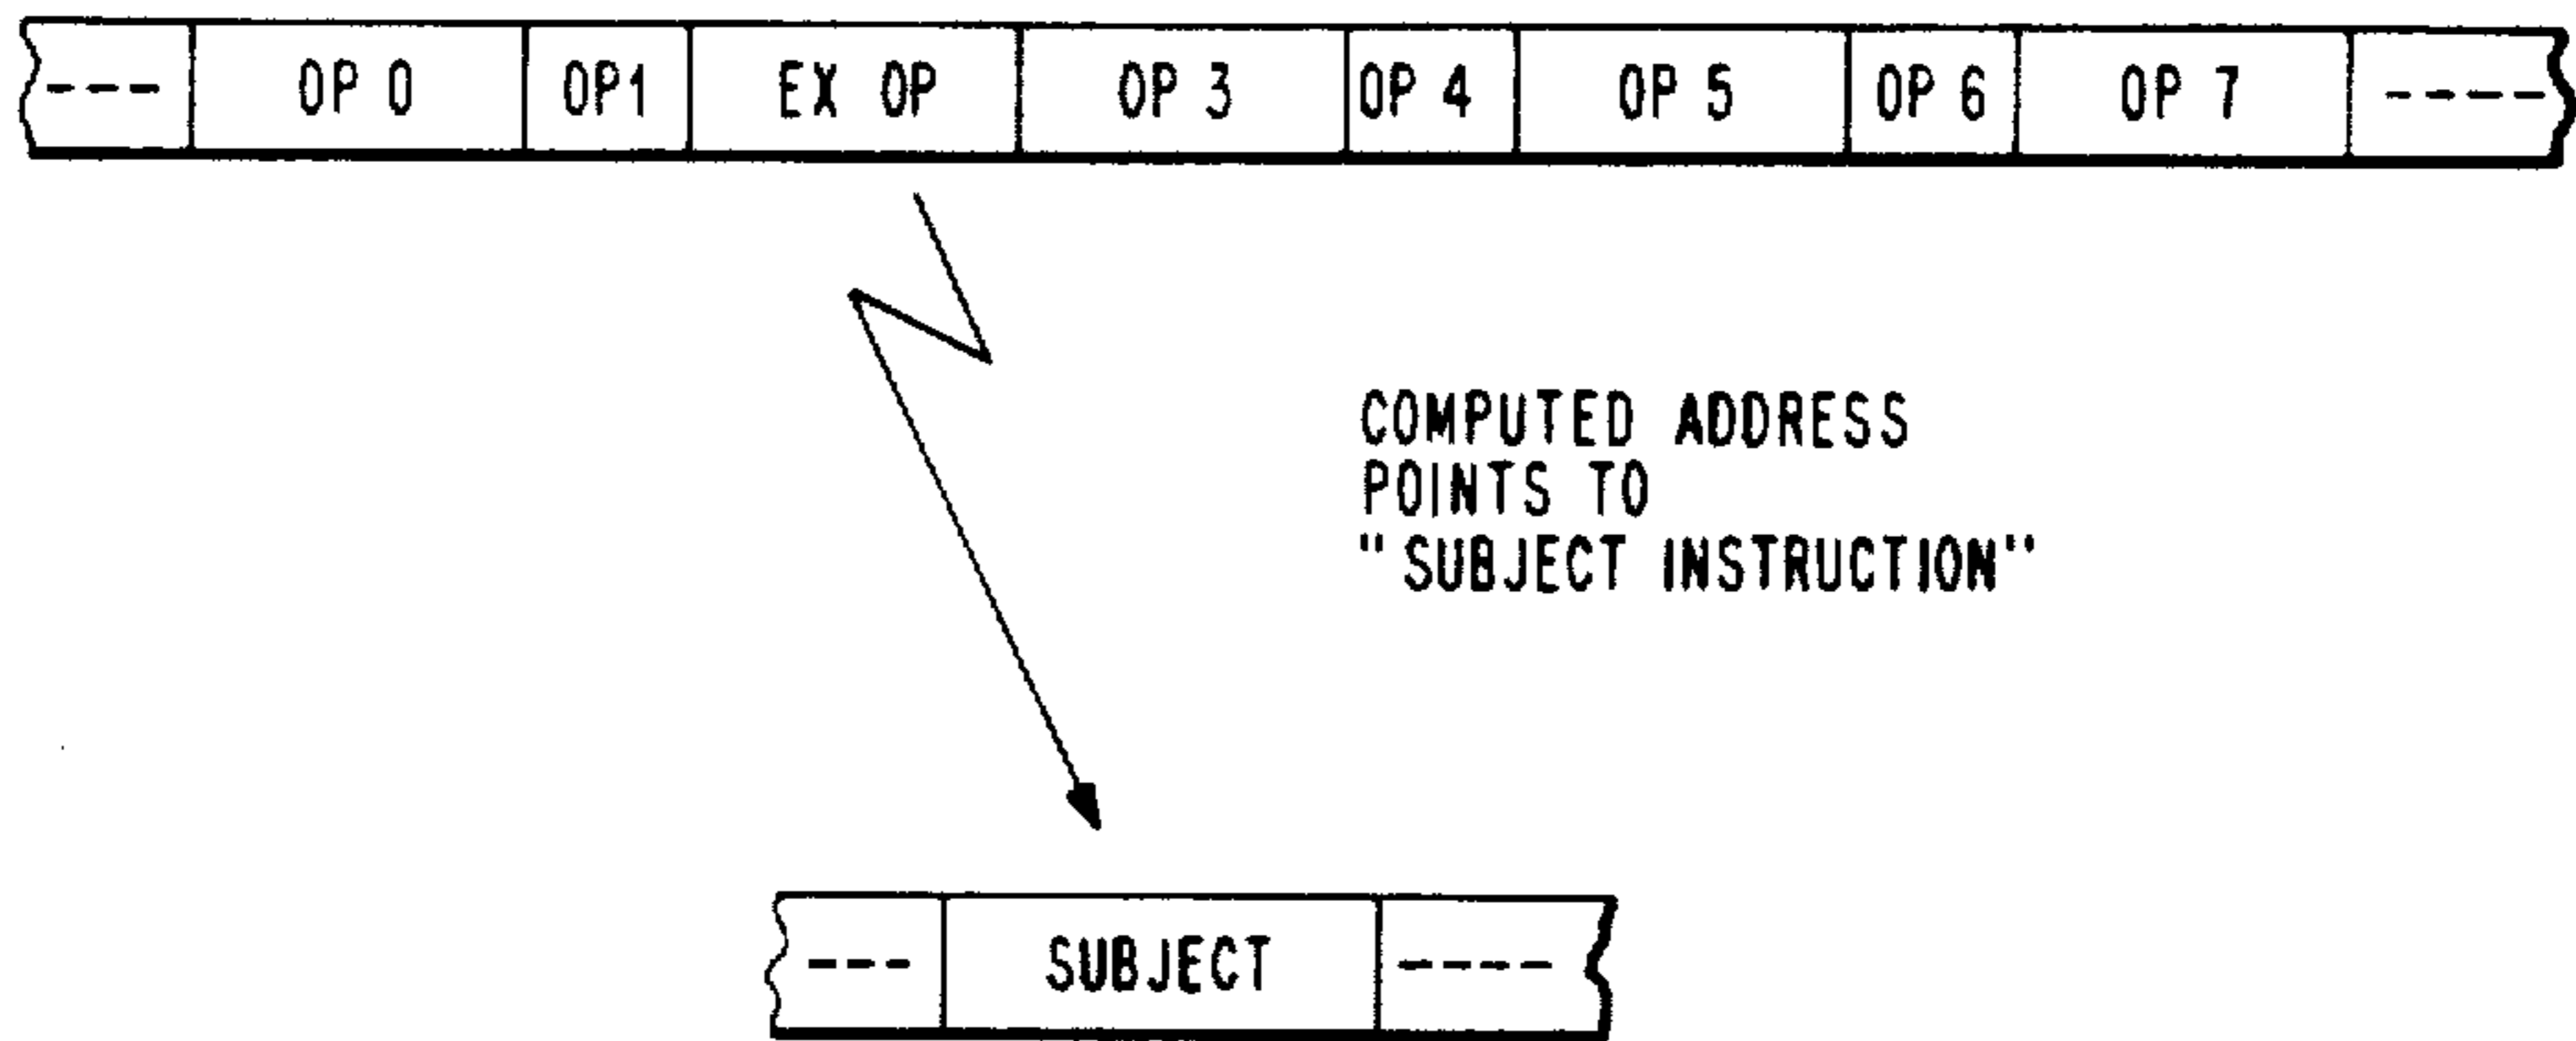 --- OP 0 OP1 EX OP OP 3 OP 4 OP 5 OP 6 OP 7 ----
COMPUTED ADDRESS
POINTS TO
"SUBJECT INSTRUCTION"
--- SUBJECT ----